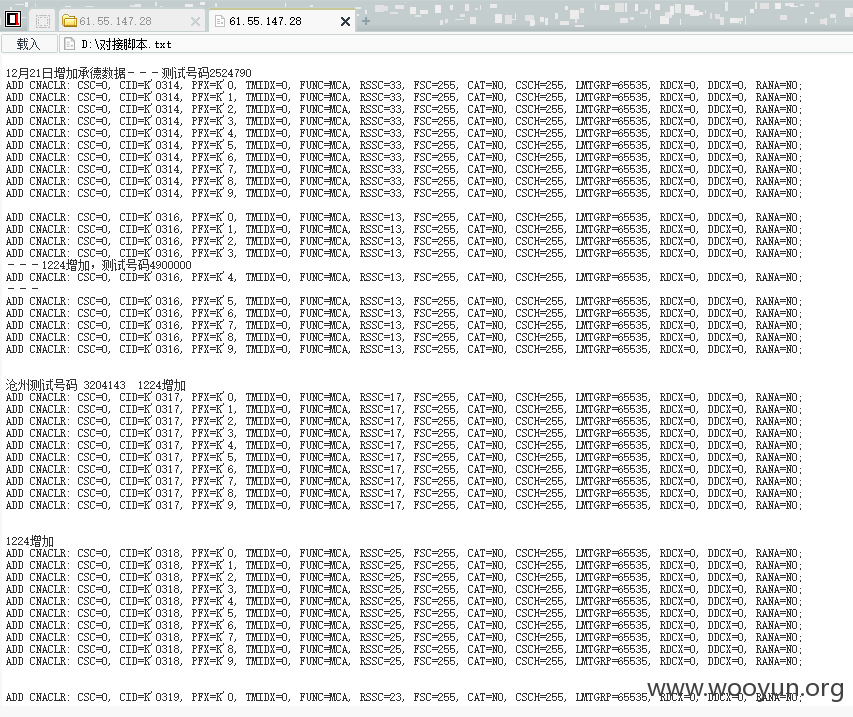 61.55.147.28
61.55.147.28
载入
D:\对接脚本.txt
12月21日增加承德数据---测试号码2524790
ADD CNACLR: CSC=0, CID=K'0314, PFX=K'0, TMIDX=0, FUNC=MCA, RSSC=33, FSC=255, CAT=NO, CSCH=255, LMTGRP=65535, RDCX=0, DDCX=0, RANA=NO;
ADD CNACLR: CSC=0, CID=K'0314, PFX=K'1, TMIDX=0, FUNC=MCA, RSSC=33, FSC=255, CAT=NO, CSCH=255, LMTGRP=65535, RDCX=0, DDCX=0, RANA=NO;
ADD CNACLR: CSC=0, CID=K'0314, PFX=K'2, TMIDX=0, FUNC=MCA, RSSC=33, FSC=255, CAT=NO, CSCH=255, LMTGRP=65535, RDCX=0, DDCX=0, RANA=NO;
ADD CNACLR: CSC=0, CID=K'0314, PFX=K'3, TMIDX=0, FUNC=MCA, RSSC=33, FSC=255, CAT=NO, CSCH=255, LMTGRP=65535, RDCX=0, DDCX=0, RANA=NO;
ADD CNACLR: CSC=0, CID=K'0314, PFX=K'4, TMIDX=0, FUNC=MCA, RSSC=33, FSC=255, CAT=NO, CSCH=255, LMTGRP=65535, RDCX=0, DDCX=0, RANA=NO;
ADD CNACLR: CSC=0, CID=K'0314, PFX=K'5, TMIDX=0, FUNC=MCA, RSSC=33, FSC=255, CAT=NO, CSCH=255, LMTGRP=65535, RDCX=0, DDCX=0, RANA=NO;
ADD CNACLR: CSC=0, CID=K'0314, PFX=K'6, TMIDX=0, FUNC=MCA, RSSC=33, FSC=255, CAT=NO, CSCH=255, LMTGRP=65535, RDCX=0, DDCX=0, RANA=NO;
ADD CNACLR: CSC=0, CID=K'0314, PFX=K'7, TMIDX=0, FUNC=MCA, RSSC=33, FSC=255, CAT=NO, CSCH=255, LMTGRP=65535, RDCX=0, DDCX=0, RANA=NO;
ADD CNACLR: CSC=0, CID=K'0314, PFX=K'8, TMIDX=0, FUNC=MCA, RSSC=33, FSC=255, CAT=NO, CSCH=255, LMTGRP=65535, RDCX=0, DDCX=0, RANA=NO;
ADD CNACLR: CSC=0, CID=K'0314, PFX=K'9, TMIDX=0, FUNC=MCA, RSSC=33, FSC=255, CAT=NO, CSCH=255, LMTGRP=65535, RDCX=0, DDCX=0, RANA=NO;
ADD CNACLR: CSC=0, CID=K'0316, PFX=K'0, TMIDX=0, FUNC=MCA, RSSC=13, FSC=255, CAT=NO, CSCH=255, LMTGRP=65535, RDCX=0, DDCX=0, RANA=NO;
ADD CNACLR: CSC=0, CID=K'0316, PFX=K'1, TMIDX=0, FUNC=MCA, RSSC=13, FSC=255, CAT=NO, CSCH=255, LMTGRP=65535, RDCX=0, DDCX=0, RANA=NO;
ADD CNACLR: CSC=0, CID=K'0316, PFX=K'2, TMIDX=0, FUNC=MCA, RSSC=13, FSC=255, CAT=NO, CSCH=255, LMTGRP=65535, RDCX=0, DDCX=0, RANA=NO;
ADD CNACLR: CSC=0, CID=K'0316, PFX=K'3, TMIDX=0, FUNC=MCA, RSSC=13, FSC=255, CAT=NO, CSCH=255, LMTGRP=65535, RDCX=0, DDCX=0, RANA=NO;
---1224增加，测试号码4900000
ADD CNACLR: CSC=0, CID=K'0316, PFX=K'4, TMIDX=0, FUNC=MCA, RSSC=13, FSC=255, CAT=NO, CSCH=255, LMTGRP=65535, RDCX=0, DDCX=0, RANA=NO;
---
ADD CNACLR: CSC=0, CID=K'0316, PFX=K'5, TMIDX=0, FUNC=MCA, RSSC=13, FSC=255, CAT=NO, CSCH=255, LMTGRP=65535, RDCX=0, DDCX=0, RANA=NO;
ADD CNACLR: CSC=0, CID=K'0316, PFX=K'6, TMIDX=0, FUNC=MCA, RSSC=13, FSC=255, CAT=NO, CSCH=255, LMTGRP=65535, RDCX=0, DDCX=0, RANA=NO;
ADD CNACLR: CSC=0, CID=K'0316, PFX=K'7, TMIDX=0, FUNC=MCA, RSSC=13, FSC=255, CAT=NO, CSCH=255, LMTGRP=65535, RDCX=0, DDCX=0, RANA=NO;
ADD CNACLR: CSC=0, CID=K'0316, PFX=K'8, TMIDX=0, FUNC=MCA, RSSC=13, FSC=255, CAT=NO, CSCH=255, LMTGRP=65535, RDCX=0, DDCX=0, RANA=NO;
ADD CNACLR: CSC=0, CID=K'0316, PFX=K'9, TMIDX=0, FUNC=MCA, RSSC=13, FSC=255, CAT=NO, CSCH=255, LMTGRP=65535, RDCX=0, DDCX=0, RANA=NO;
沧州测试号码 3204143  1224增加
ADD CNACLR: CSC=0, CID=K'0317, PFX=K'0, TMIDX=0, FUNC=MCA, RSSC=17, FSC=255, CAT=NO, CSCH=255, LMTGRP=65535, RDCX=0, DDCX=0, RANA=NO;
ADD CNACLR: CSC=0, CID=K'0317, PFX=K'1, TMIDX=0, FUNC=MCA, RSSC=17, FSC=255, CAT=NO, CSCH=255, LMTGRP=65535, RDCX=0, DDCX=0, RANA=NO;
ADD CNACLR: CSC=0, CID=K'0317, PFX=K'2, TMIDX=0, FUNC=MCA, RSSC=17, FSC=255, CAT=NO, CSCH=255, LMTGRP=65535, RDCX=0, DDCX=0, RANA=NO;
ADD CNACLR: CSC=0, CID=K'0317, PFX=K'3, TMIDX=0, FUNC=MCA, RSSC=17, FSC=255, CAT=NO, CSCH=255, LMTGRP=65535, RDCX=0, DDCX=0, RANA=NO;
ADD CNACLR: CSC=0, CID=K'0317, PFX=K'4, TMIDX=0, FUNC=MCA, RSSC=17, FSC=255, CAT=NO, CSCH=255, LMTGRP=65535, RDCX=0, DDCX=0, RANA=NO;
ADD CNACLR: CSC=0, CID=K'0317, PFX=K'5, TMIDX=0, FUNC=MCA, RSSC=17, FSC=255, CAT=NO, CSCH=255, LMTGRP=65535, RDCX=0, DDCX=0, RANA=NO;
ADD CNACLR: CSC=0, CID=K'0317, PFX=K'6, TMIDX=0, FUNC=MCA, RSSC=17, FSC=255, CAT=NO, CSCH=255, LMTGRP=65535, RDCX=0, DDCX=0, RANA=NO;
ADD CNACLR: CSC=0, CID=K'0317, PFX=K'7, TMIDX=0, FUNC=MCA, RSSC=17, FSC=255, CAT=NO, CSCH=255, LMTGRP=65535, RDCX=0, DDCX=0, RANA=NO;
ADD CNACLR: CSC=0, CID=K'0317, PFX=K'8, TMIDX=0, FUNC=MCA, RSSC=17, FSC=255, CAT=NO, CSCH=255, LMTGRP=65535, RDCX=0, DDCX=0, RANA=NO;
ADD CNACLR: CSC=0, CID=K'0317, PFX=K'9, TMIDX=0, FUNC=MCA, RSSC=17, FSC=255, CAT=NO, CSCH=255, LMTGRP=65535, RDCX=0, DDCX=0, RANA=NO;
1224增加
ADD CNACLR: CSC=0, CID=K'0318, PFX=K'0, TMIDX=0, FUNC=MCA, RSSC=25, FSC=255, CAT=NO, CSCH=255, LMTGRP=65535, RDCX=0, DDCX=0, RANA=NO;
ADD CNACLR: CSC=0, CID=K'0318, PFX=K'1, TMIDX=0, FUNC=MCA, RSSC=25, FSC=255, CAT=NO, CSCH=255, LMTGRP=65535, RDCX=0, DDCX=0, RANA=NO;
ADD CNACLR: CSC=0, CID=K'0318, PFX=K'2, TMIDX=0, FUNC=MCA, RSSC=25, FSC=255, CAT=NO, CSCH=255, LMTGRP=65535, RDCX=0, DDCX=0, RANA=NO;
ADD CNACLR: CSC=0, CID=K'0318, PFX=K'3, TMIDX=0, FUNC=MCA, RSSC=25, FSC=255, CAT=NO, CSCH=255, LMTGRP=65535, RDCX=0, DDCX=0, RANA=NO;
ADD CNACLR: CSC=0, CID=K'0318, PFX=K'4, TMIDX=0, FUNC=MCA, RSSC=25, FSC=255, CAT=NO, CSCH=255, LMTGRP=65535, RDCX=0, DDCX=0, RANA=NO;
ADD CNACLR: CSC=0, CID=K'0318, PFX=K'5, TMIDX=0, FUNC=MCA, RSSC=25, FSC=255, CAT=NO, CSCH=255, LMTGRP=65535, RDCX=0, DDCX=0, RANA=NO;
ADD CNACLR: CSC=0, CID=K'0318, PFX=K'6, TMIDX=0, FUNC=MCA, RSSC=25, FSC=255, CAT=NO, CSCH=255, LMTGRP=65535, RDCX=0, DDCX=0, RANA=NO;
ADD CNACLR: CSC=0, CID=K'0318, PFX=K'7, TMIDX=0, FUNC=MCA, RSSC=25, FSC=255, CAT=NO, CSCH=255, LMTGRP=65535, RDCX=0, DDCX=0, RANA=NO;
ADD CNACLR: CSC=0, CID=K'0318, PFX=K'8, TMIDX=0, FUNC=MCA, RSSC=25, FSC=255, CAT=NO, CSCH=255, LMTGRP=65535, RDCX=0, DDCX=0, RANA=NO;
ADD CNACLR: CSC=0, CID=K'0318, PFX=K'9, TMIDX=0, FUNC=MCA, RSSC=25, FSC=255, CAT=NO, CSCH=255, LMTGRP=65535, RDCX=0, DDCX=0, RANA=NO;
ADD CNACLR: CSC=0, CID=K'0319, PFX=K'0, TMIDX=0, FUNC=MCA, RSSC=23, FSC=255, CAT=NO, CSCH=255, LMTGRP=65535, RDCX=0, DDCX=0, RANA=NO;
www.wooyun.org